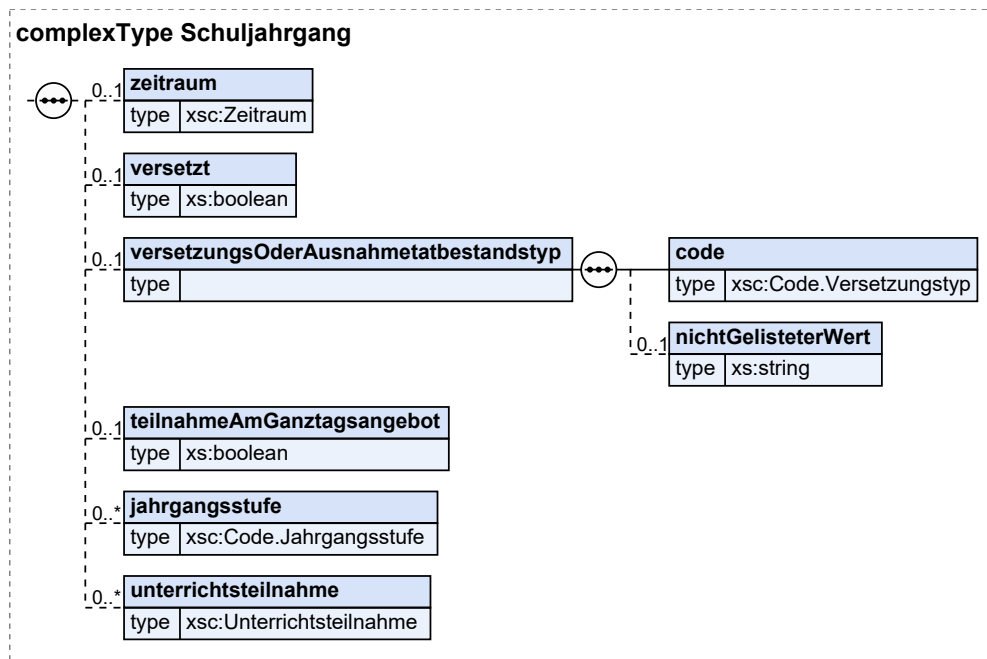 complexType Schuljahrgang
0..1 zeitraum
type xsc:Zeitraum
0..1 versetzt
type xs:boolean
0..1 versetzungsOderAusnahmetatbestandstyp
type
code
type xsc:Code.Versetzungstyp
0..1 nichtGelisteterWert
type xs:string
0..1 teilnahmeAmGanztagsangebot
type xs:boolean
0..* jahrgangsstufe
type xsc:Code.Jahrgangsstufe
0..* unterrichtsteilnahme
type xsc:Unterrichtsteilnahme